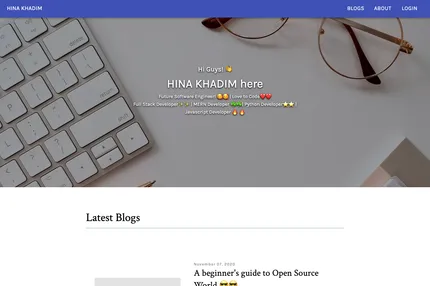 HINA KHADIM
BLOGS ABOUT LOGIN
Hi Guys! 👋
HINA KHADIM here
Future Software Engineer! 😍😍 | Love to Code❤️❤️
Full Stack Developer ✨✨ | MERN Developer | Python Developer⭐⭐ |
Javascript Developer🔥🔥
Latest Blogs
November 07, 2020
A beginner's guide to Open Source
World